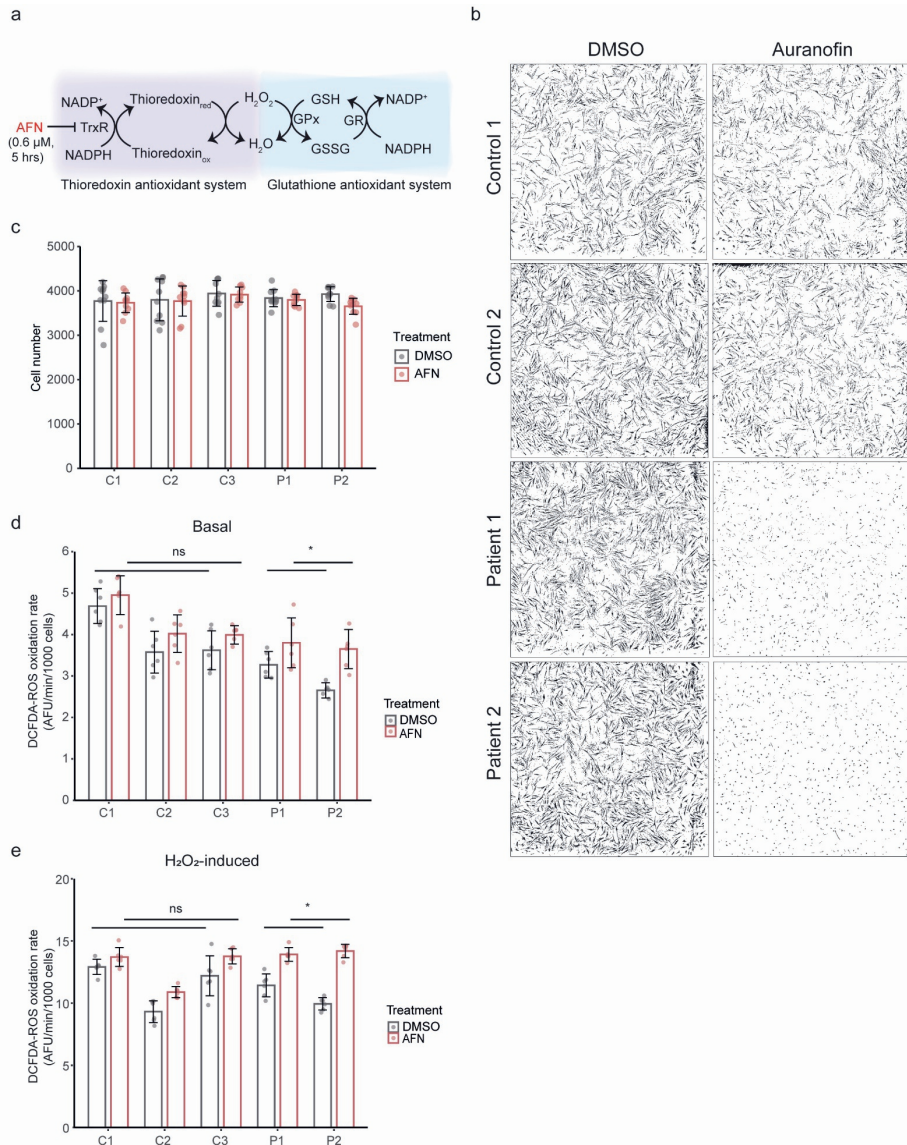 a
NADP⁺
Thioredoxin_red
H₂O₂
GSH
NADP⁺
AFN
TrxR
GPx
GR
(0.6 µM,
5 hrs)
NADPH
Thioredoxin_ox
H₂O
GSSG
NADPH
Thioredoxin antioxidant system
Glutathione antioxidant system
b
DMSO
Auranofin
Control 1
Control 2
Patient 1
Patient 2
c
Cell number
5000
4000
3000
2000
1000
0
C1
C2
C3
P1
P2
Treatment
DMSO
AFN
d
Basal
DCFDA-ROS oxidation rate
(AFU/min/1000 cells)
6
5
4
3
2
1
0
ns
*
C1
C2
C3
P1
P2
Treatment
DMSO
AFN
e
H₂O₂-induced
DCFDA-ROS oxidation rate
(AFU/min/1000 cells)
20
15
10
5
0
ns
*
C1
C2
C3
P1
P2
Treatment
DMSO
AFN